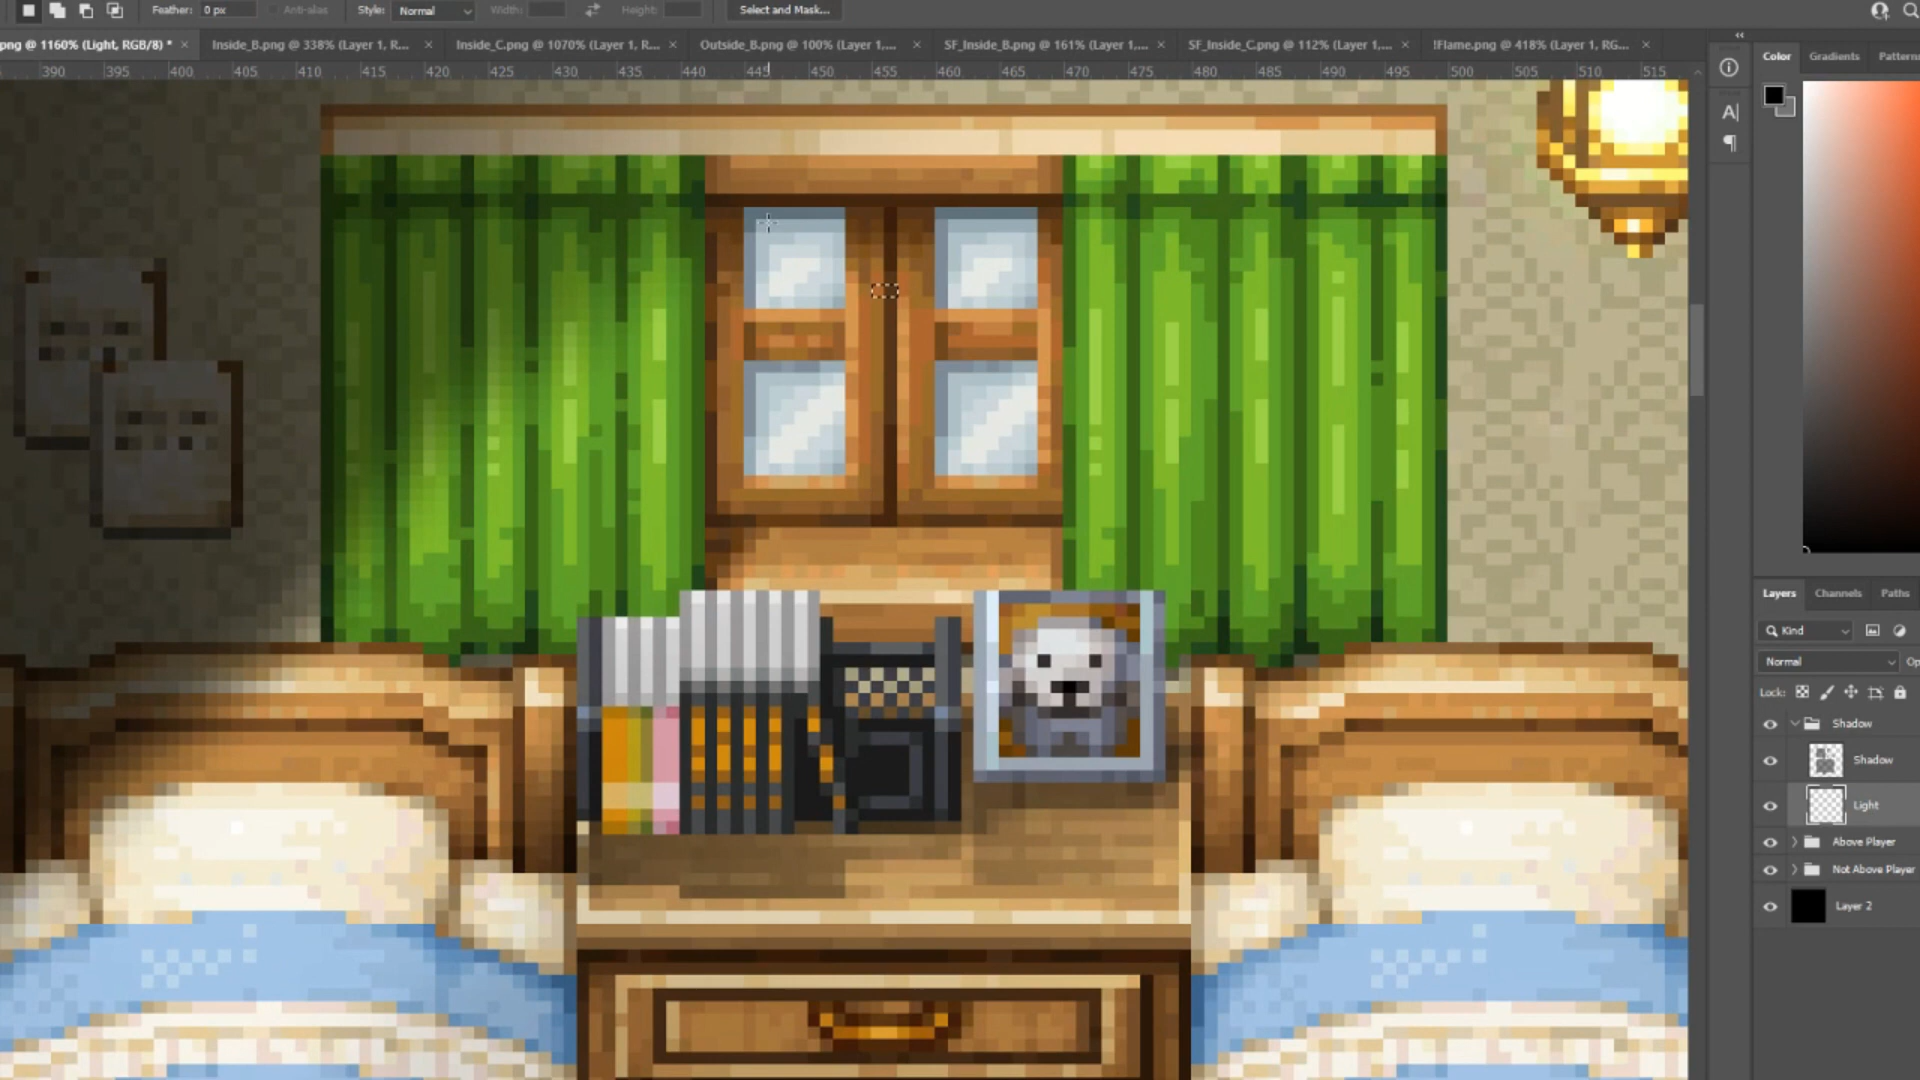 Feather: 0 px Anti-alias Style: Normal Width: Height: Select and Mask...
png @ 1160% (Light, RGB/8) * × Inside_B.png @ 338% (Layer 1, R... × Inside_C.png @ 1070% (Layer 1, R... × Outside_B.png @ 100% (Layer 1,... × SF_Inside_B.png @ 161% (Layer 1,... × SF_Inside_C.png @ 112% (Layer 1,... × !Flame.png @ 418% (Layer 1, RG... ×
390 395 400 405 410 415 420 425 430 435 440 445 450 455 460 465 470 475 480 485 490 495 500 505 510 515
Color Gradients Pattern
Layers Channels Paths
Kind
Normal Op
Lock:
Shadow
Shadow
Light
Above Player
Not Above Player
Layer 2